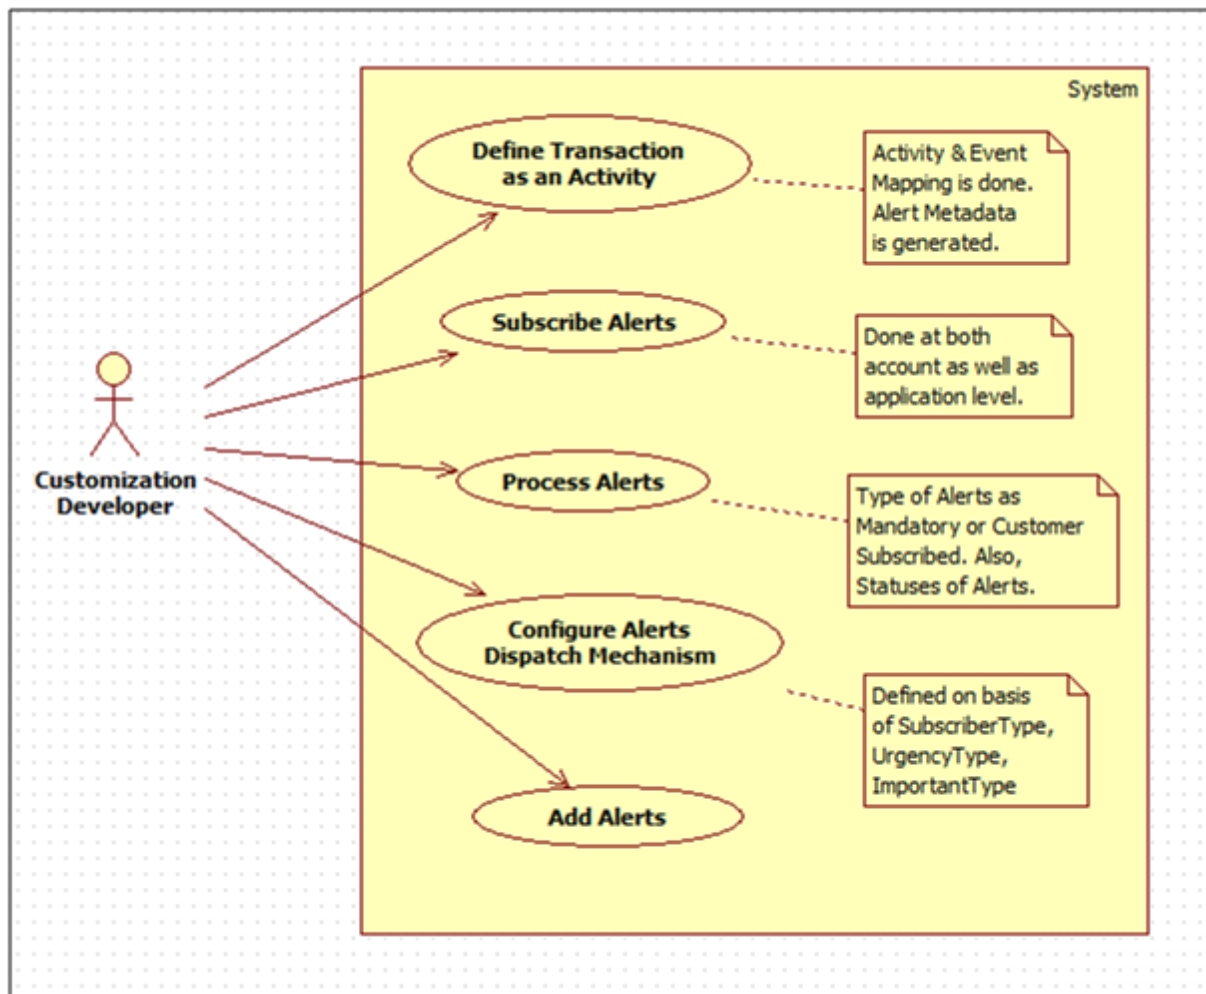 System
Define Transaction
as an Activity
Activity & Event
Mapping is done.
Alert Metadata
is generated.
Subscribe Alerts
Done at both
account as well as
application level.
Customization
Developer
Process Alerts
Type of Alerts as
Mandatory or Customer
Subscribed. Also,
Statuses of Alerts.
Configure Alerts
Dispatch Mechanism
Defined on basis
of SubscriberType,
UrgencyType,
ImportantType
Add Alerts